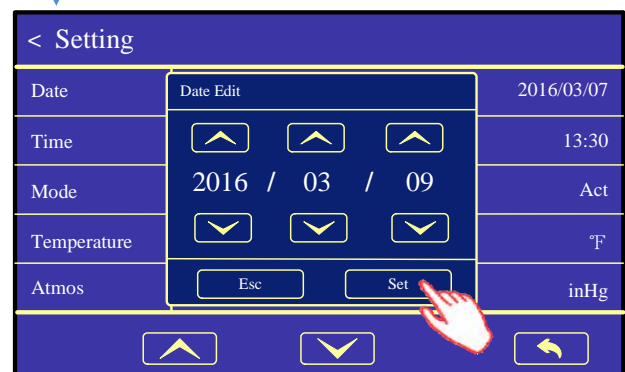 < Setting
Date
Date Edit
2016/03/07
Time
13:30
2016 / 03 / 09
Mode
Act
Temperature
°F
Esc
Set
Atmos
inHg